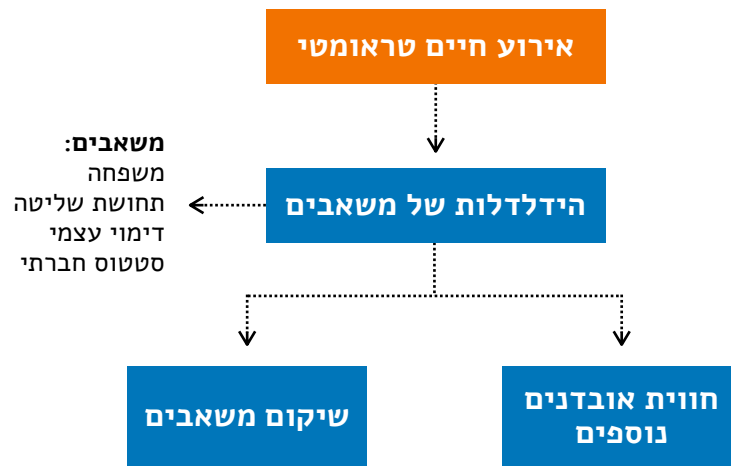 אירוע חיים טראומטי
הידלדלות של משאבים
משאבים:
משפחה
תחושת שליטה
דימוי עצמי
סטטוס חברתי
חווית אובדנים
נוספים
שיקום משאבים